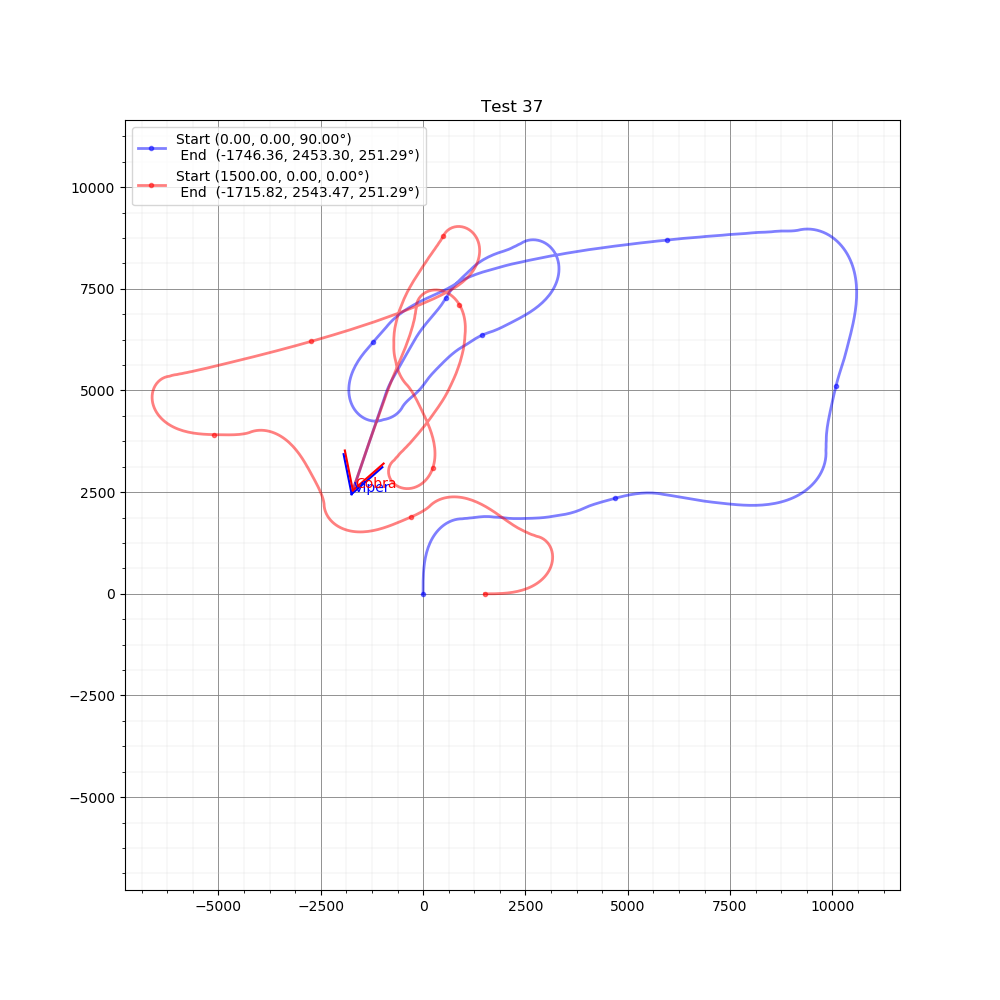 Test 37
Start (0.00, 0.00, 90.00°)
End  (-1746.36, 2453.30, 251.29°)
Start (1500.00, 0.00, 0.00°)
End  (-1715.82, 2543.47, 251.29°)
10000
7500
5000
2500
0
−2500
−5000
Cobra
Viper
−5000 −2500 0 2500 5000 7500 10000